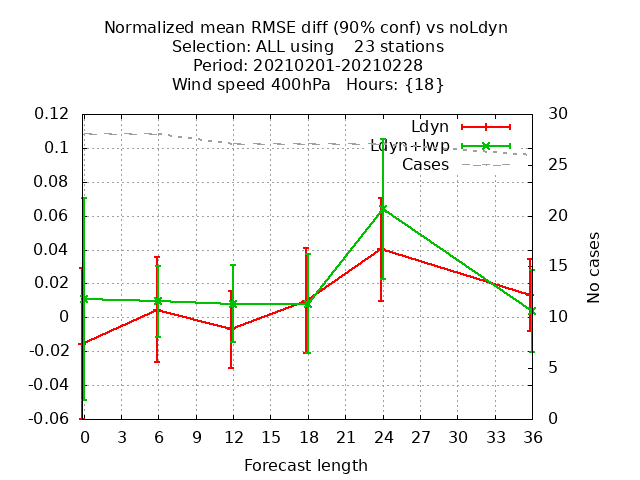 Normalized mean RMSE diff (90% conf) vs noLdyn
Selection: ALL using    23 stations
Period: 20210201-20210228
Wind speed 400hPa   Hours: {18}
Ldyn
Ldyn+lwp
Cases
0.12
0.1
0.08
0.06
0.04
0.02
0
-0.02
-0.04
-0.06
30
25
20
15
10
5
0
No cases
0 3 6 9 12 15 18 21 24 27 30 33 36
Forecast length